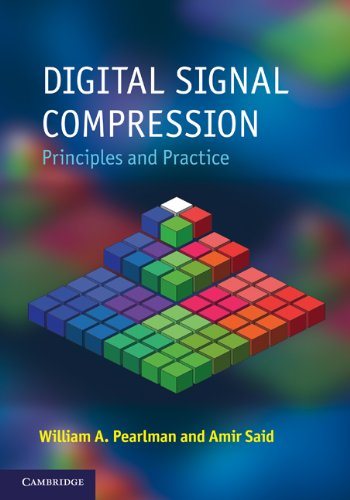 DIGITAL SIGNAL
COMPRESSION
Principles and Practice
William A. Pearlman and Amir Said
CAMBRIDGE